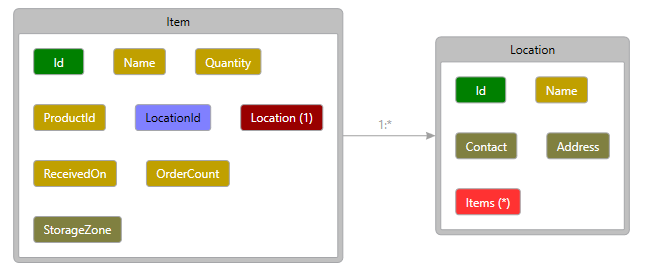 Item
Id
Name
Quantity
ProductId
LocationId
Location (1)
ReceivedOn
OrderCount
StorageZone
1:*
Location
Id
Name
Contact
Address
Items (*)